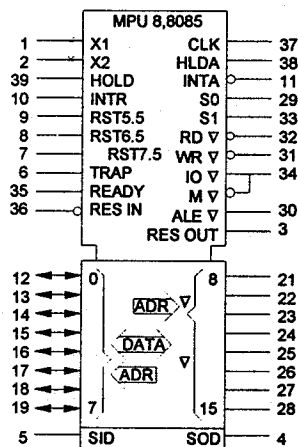 MPU 8,8085
1 X1 CLK 37
2 X2 HLDA 38
39 HOLD INTA 11
10 INTR S0 29
9 RST5.5 S1 33
8 RST6.5 RD ∇ 32
7 RST7.5 WR ∇ 31
6 TRAP IO ∇ 34
35 READY M ∇
36 RES IN ALE ∇ 30
RES OUT 3
12 0 8 21
13 ADR ∇ 22
14 23
15 24
16 DATA 25
17 ADR ∇ 26
18 27
19 7 15 28
5 SID SOD 4